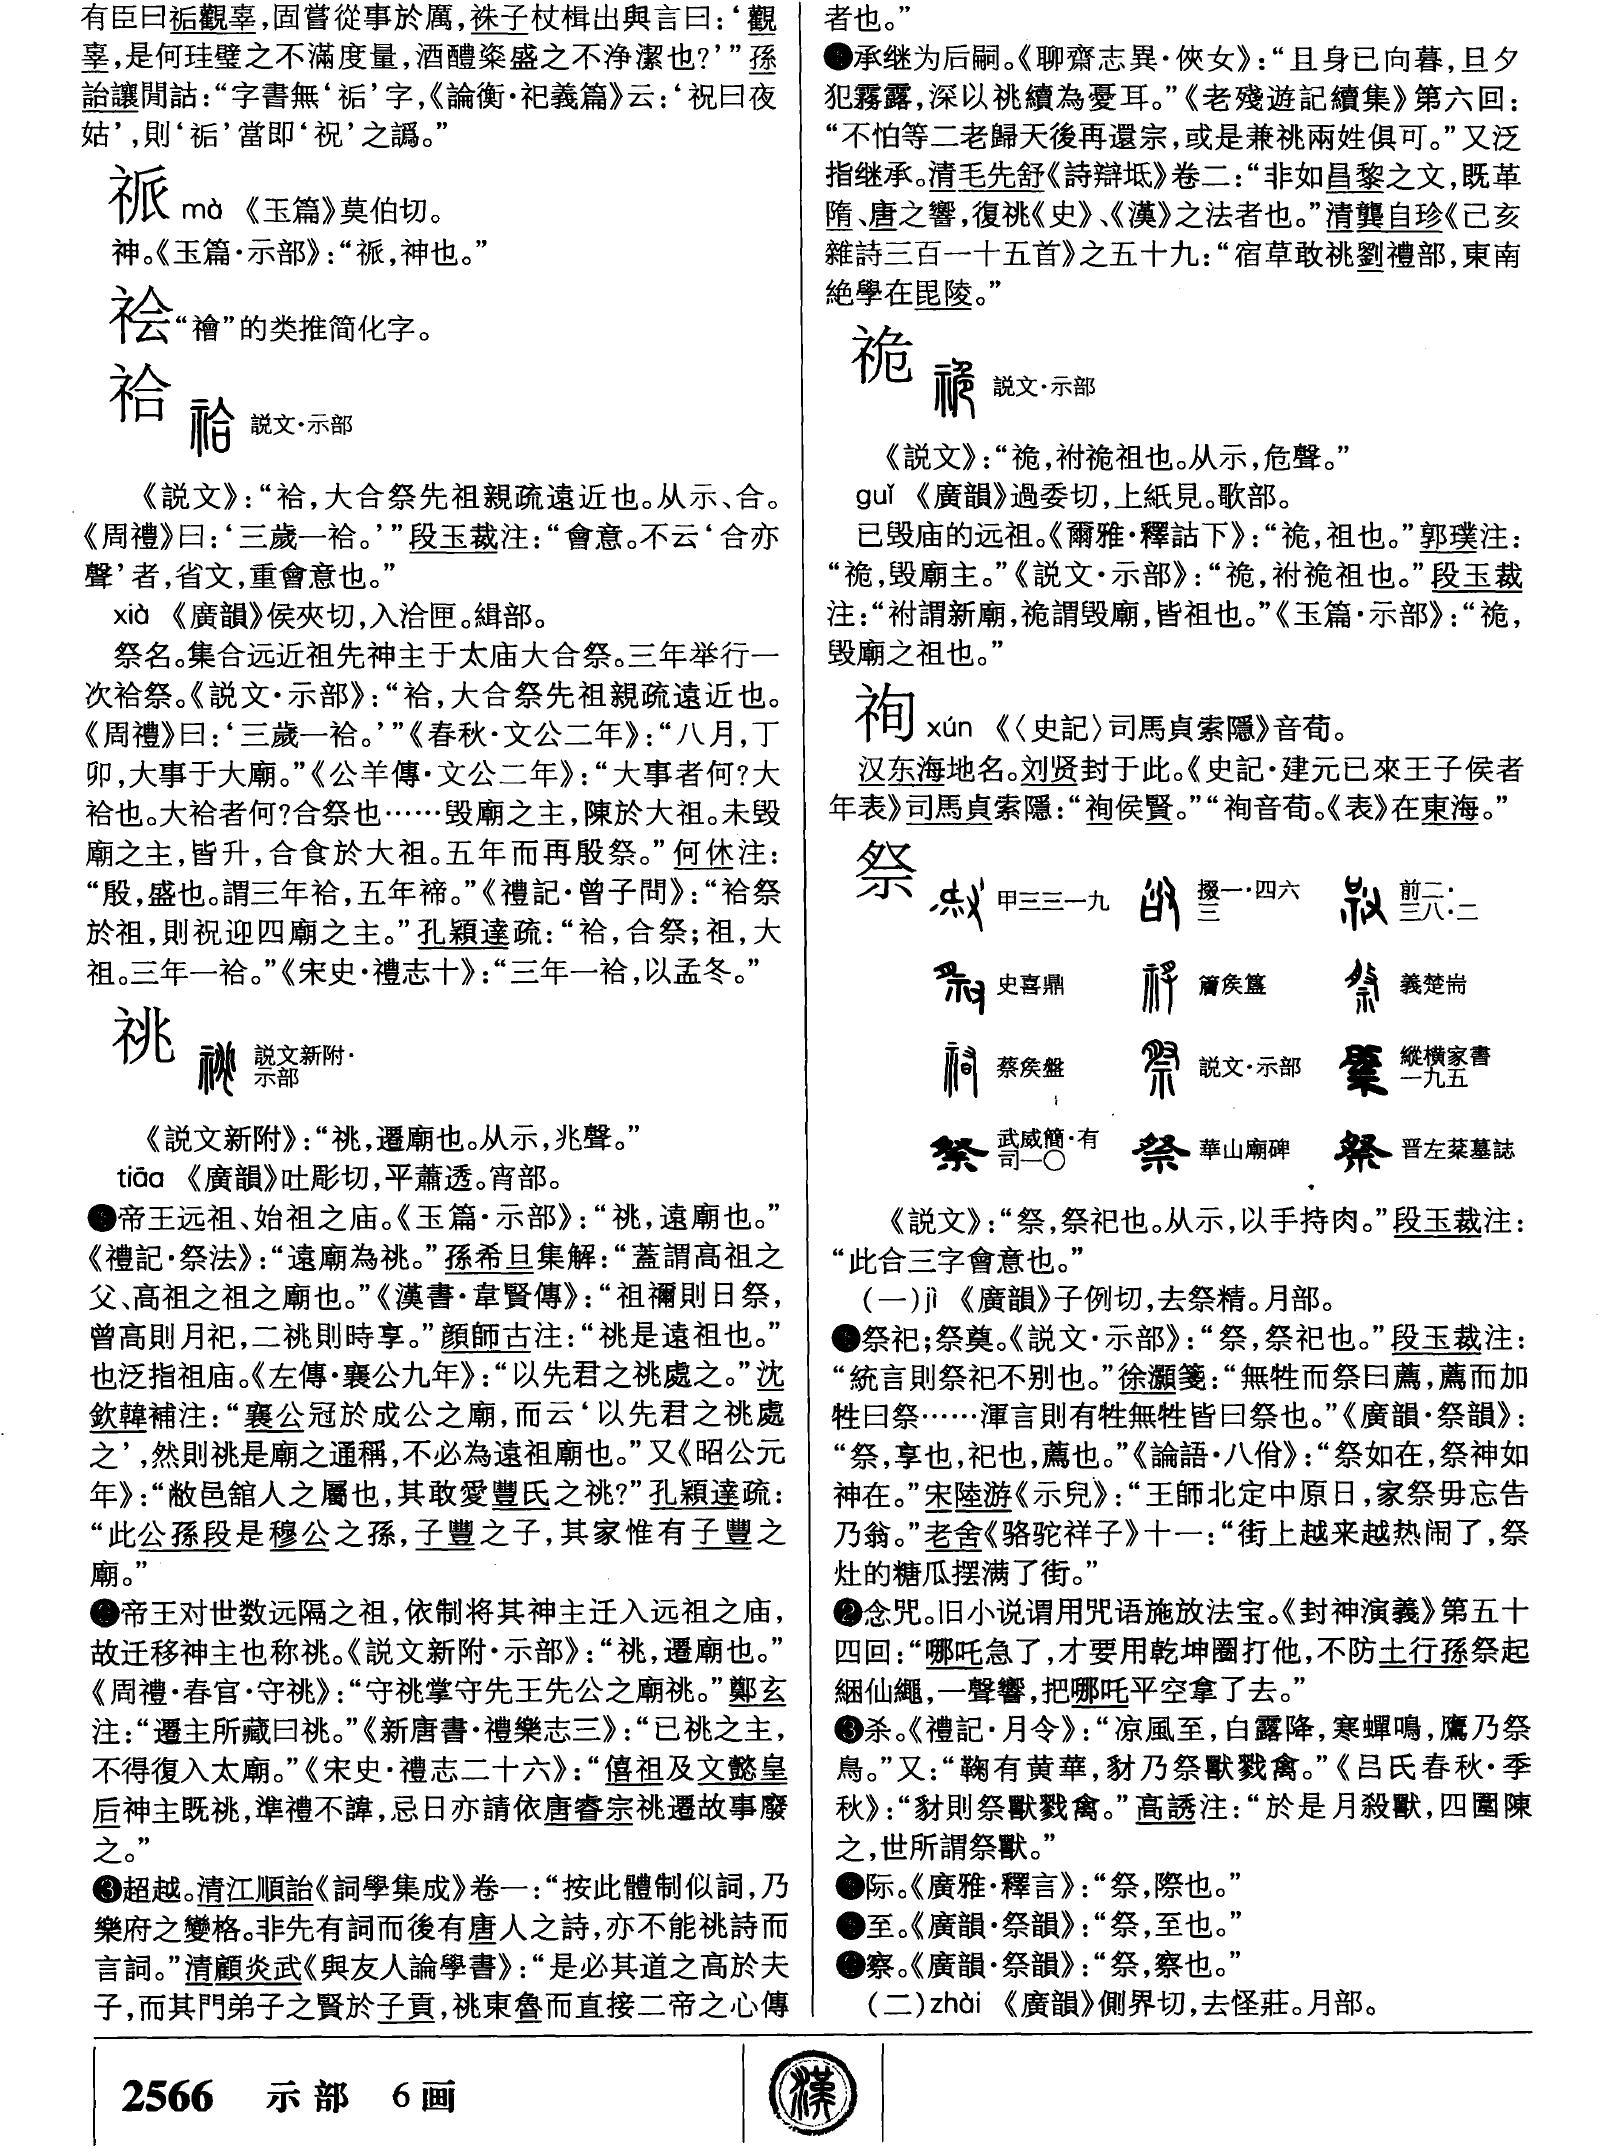 有臣曰祏觀辜，固嘗從事於厲，祩子杖楫出與言曰：‘觀
辜，是何珪璧之不滿度量，酒醴粢盛之不净潔也？’”孫
詒讓閒詁：“字書無‘祏’字，《論衡·祀義篇》云：‘祝曰夜
姑’，則‘祏’當即‘祝’之譌。”
䘑 mò 《玉篇》莫伯切。
神。《玉篇·示部》：“䘑，神也。”
䘵“禬”的类推简化字。
祫 説文·示部
《説文》：“祫，大合祭先祖親疏遠近也。从示、合。
《周禮》曰：‘三歲一祫。’”段玉裁注：“會意。不云‘合亦
聲’者，省文，重會意也。”
xiá 《廣韻》侯夾切，入洽匣。緝部。
祭名。集合远近祖先神主于太庙大合祭。三年举行一
次祫祭。《説文·示部》：“祫，大合祭先祖親疏遠近也。
《周禮》曰：‘三歲一祫。’”《春秋·文公二年》：“八月，丁
卯，大事于大廟。”《公羊傳·文公二年》：“大事者何？大
祫也。大祫者何？合祭也……毁廟之主，陳於大祖。未毁
廟之主，皆升，合食於大祖。五年而再殷祭。”何休注：
“殷，盛也。謂三年祫，五年禘。”《禮記·曾子問》：“祫祭
於祖，則祝迎四廟之主。”孔穎達疏：“祫，合祭；祖，大
祖。三年一祫。”《宋史·禮志十》：“三年一祫，以孟冬。”
祧 説文新附·
示部
《説文新附》：“祧，遷廟也。从示，兆聲。”
tiāo 《廣韻》吐彫切，平蕭透。宵部。
❶帝王远祖、始祖之庙。《玉篇·示部》：“祧，遠廟也。”
《禮記·祭法》：“遠廟為祧。”孫希旦集解：“蓋謂高祖之
父、高祖之祖之廟也。”《漢書·韋賢傳》：“祖禰則日祭，
曾高則月祀，二祧則時享。”顔師古注：“祧是遠祖也。”
也泛指祖庙。《左傳·襄公九年》：“以先君之祧處之。”沈
欽韓補注：“襄公冠於成公之廟，而云‘以先君之祧處
之’，然則祧是廟之通稱，不必為遠祖廟也。”又《昭公元
年》：“敝邑舘人之屬也，其敢愛豐氏之祧？”孔穎達疏：
“此公孫段是穆公之孫，子豐之子，其家惟有子豐之
廟。”
❷帝王对世数远隔之祖，依制将其神主迁入远祖之庙，
故迁移神主也称祧。《説文新附·示部》：“祧，遷廟也。”
《周禮·春官·守祧》：“守祧掌守先王先公之廟祧。”鄭玄
注：“遷主所藏曰祧。”《新唐書·禮樂志三》：“已祧之主，
不得復入太廟。”《宋史·禮志二十六》：“僖祖及文懿皇
后神主既祧，準禮不諱，忌日亦請依唐睿宗祧遷故事廢
之。”
❸超越。清江順詒《詞學集成》卷一：“按此體制似詞，乃
樂府之變格。非先有詞而後有唐人之詩，亦不能祧詩而
言詞。”清顧炎武《與友人論學書》：“是必其道之高於夫
子，而其門弟子之賢於子貢，祧東魯而直接二帝之心傳
者也。”
❹承继为后嗣。《聊齋志異·俠女》：“且身已向暮，旦夕
犯霧露，深以祧續為憂耳。”《老殘遊記續集》第六回：
“不怕等二老歸天後再還宗，或是兼祧兩姓俱可。”又泛
指继承。清毛先舒《詩辯坻》卷二：“非如昌黎之文，既革
隋、唐之響，復祧《史》、《漢》之法者也。”清龔自珍《己亥
雜詩三百一十五首》之五十九：“宿草敢祧劉禮部，東南
絶學在毘陵。”
祪 説文·示部
《説文》：“祪，祔祪祖也。从示，危聲。”
guǐ 《廣韻》過委切，上紙見。歌部。
已毁庙的远祖。《爾雅·釋詁下》：“祪，祖也。”郭璞注：
“祪，毁廟主。”《説文·示部》：“祪，祔祪祖也。”段玉裁
注：“祔謂新廟，祪謂毁廟，皆祖也。”《玉篇·示部》：“祪，
毁廟之祖也。”
䄄 xún 《〈史記〉司馬貞索隱》音荀。
汉东海地名。刘贤封于此。《史記·建元已來王子侯者
年表》司馬貞索隱：“䄄侯賢。”“䄄音荀。《表》在東海。”
祭 甲三三一九 掇一·四六三 前二·三八·二
史喜鼎 𥴦侯簋 義楚耑
蔡侯盤 説文·示部 縱横家書一九五
武威簡·有司一〇 華山廟碑 晋左棻墓誌
《説文》：“祭，祭祀也。从示，以手持肉。”段玉裁注：
“此合三字會意也。”
（一）jì 《廣韻》子例切，去祭精。月部。
❶祭祀；祭奠。《説文·示部》：“祭，祭祀也。”段玉裁注：
“統言則祭祀不别也。”徐灝箋：“無牲而祭曰薦，薦而加
牲曰祭……渾言則有牲無牲皆曰祭也。”《廣韻·祭韻》：
“祭，享也，祀也，薦也。”《論語·八佾》：“祭如在，祭神如
神在。”宋陸游《示兒》：“王師北定中原日，家祭毋忘告
乃翁。”老舍《骆驼祥子》十一：“街上越来越热闹了，祭
灶的糖瓜摆满了街。”
❷念咒。旧小说谓用咒语施放法宝。《封神演義》第五十
四回：“哪吒急了，才要用乾坤圈打他，不防土行孫祭起
綑仙繩，一聲響，把哪吒平空拿了去。”
❸杀。《禮記·月令》：“凉風至，白露降，寒蟬鳴，鷹乃祭
鳥。”又：“鞠有黄華，豺乃祭獸戮禽。”《吕氏春秋·季
秋》：“豺則祭獸戮禽。”高誘注：“於是月殺獸，四圍陳
之，世所謂祭獸。”
❹际。《廣雅·釋言》：“祭，際也。”
❺至。《廣韻·祭韻》：“祭，至也。”
❻察。《廣韻·祭韻》：“祭，察也。”
（二）zhài 《廣韻》側界切，去怪莊。月部。
2566 示部 6画
漢